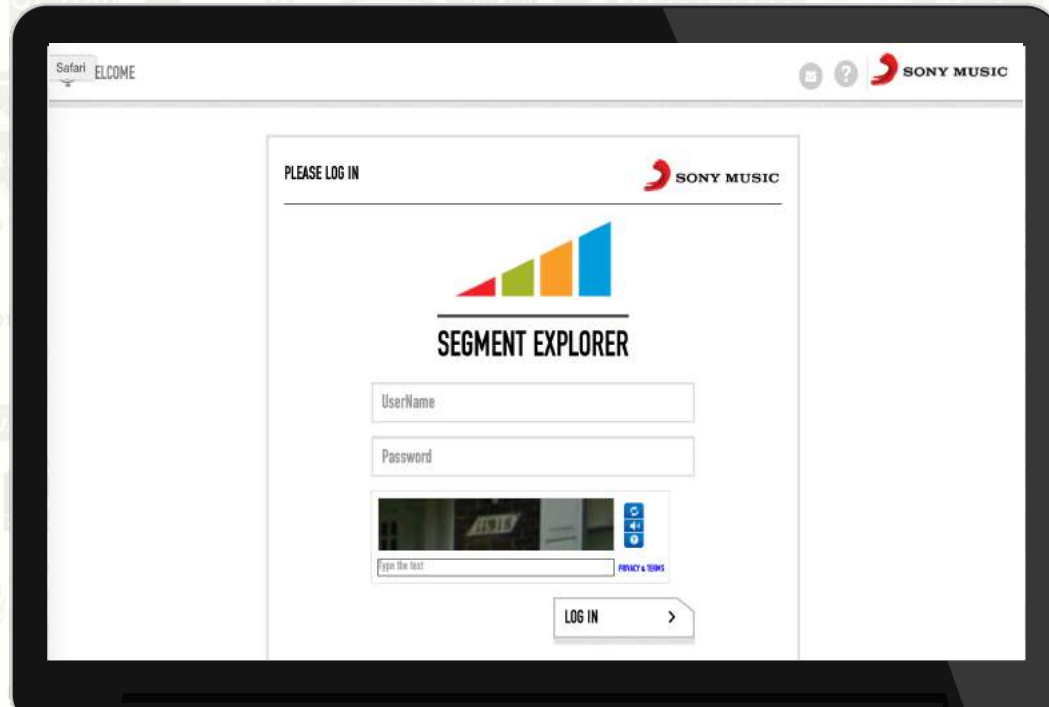 Safari ELCOME
SONY MUSIC
PLEASE LOG IN
SONY MUSIC
SEGMENT EXPLORER
UserName
Password
Type the text
PRIVACY & TERMS
LOG IN